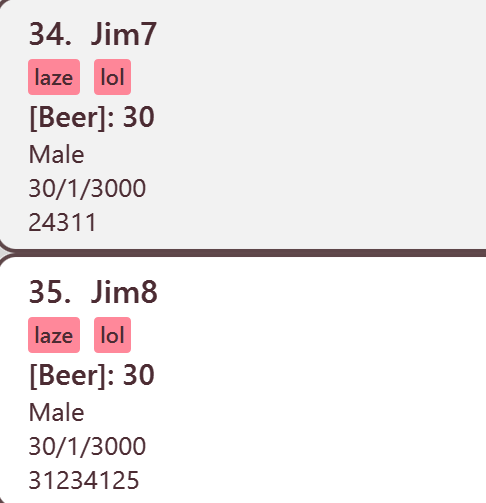 34. Jim7
laze lol
[Beer]: 30
Male
30/1/3000
24311
35. Jim8
laze lol
[Beer]: 30
Male
30/1/3000
31234125